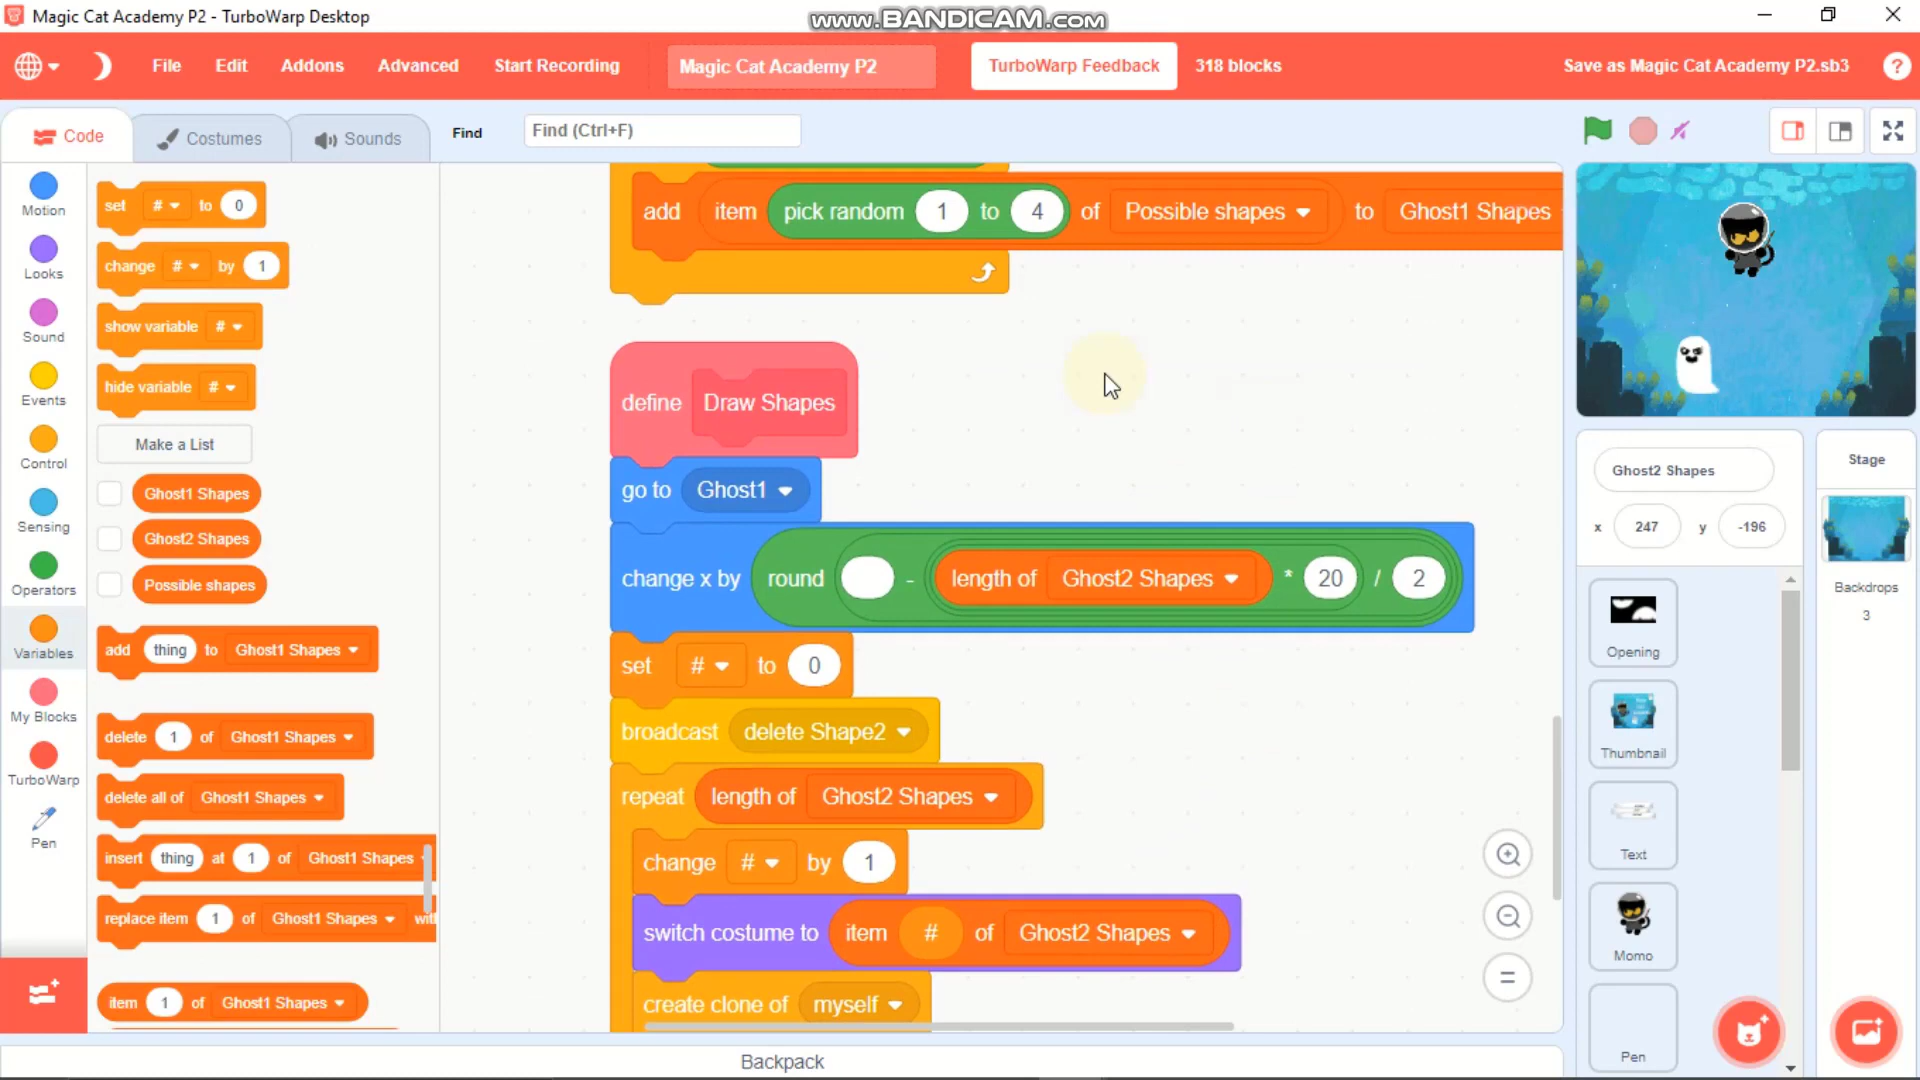 Magic Cat Academy P2 - TurboWarp Desktop
www.BANDICAM.com
File Edit Addons Advanced Start Recording Magic Cat Academy P2 TurboWarp Feedback 318 blocks Save as Magic Cat Academy P2.sb3 ?
Code Costumes Sounds Find Find (Ctrl+F)
Motion
Looks
Sound
Events
Control
Sensing
Operators
Variables
My Blocks
TurboWarp
Pen
set # to 0
change # by 1
show variable #
hide variable #
Make a List
Ghost1 Shapes
Ghost2 Shapes
Possible shapes
add thing to Ghost1 Shapes
delete 1 of Ghost1 Shapes
delete all of Ghost1 Shapes
insert thing at 1 of Ghost1 Shapes
replace item 1 of Ghost1 Shapes
item 1 of Ghost1 Shapes
add item pick random 1 to 4 of Possible shapes to Ghost1 Shapes
define Draw Shapes
go to Ghost1
change x by round - length of Ghost2 Shapes * 20 / 2
set # to 0
broadcast delete Shape2
repeat length of Ghost2 Shapes
change # by 1
switch costume to item # of Ghost2 Shapes
create clone of myself
Backpack
Ghost2 Shapes
x 247 y -196
Opening
Thumbnail
Text
Momo
Pen
Stage
Backdrops
3